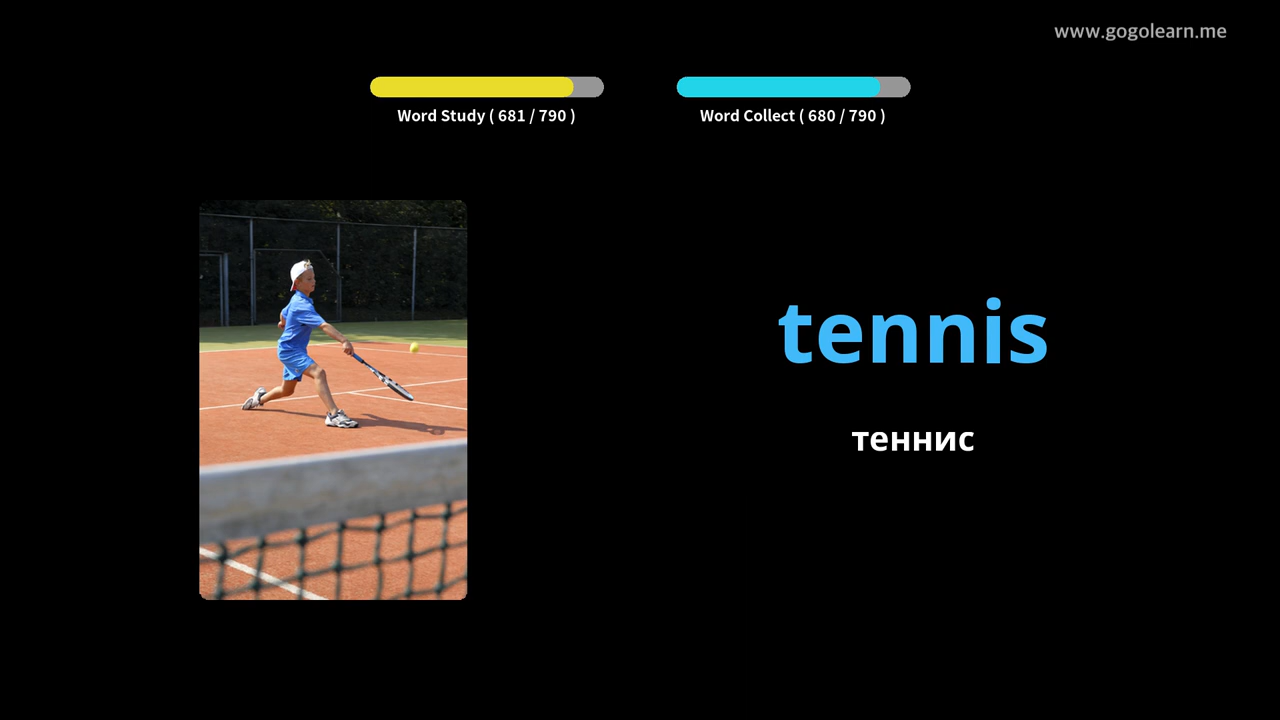 www.gogolearn.me
Word Study ( 681 / 790 )
Word Collect ( 680 / 790 )
tennis
теннис